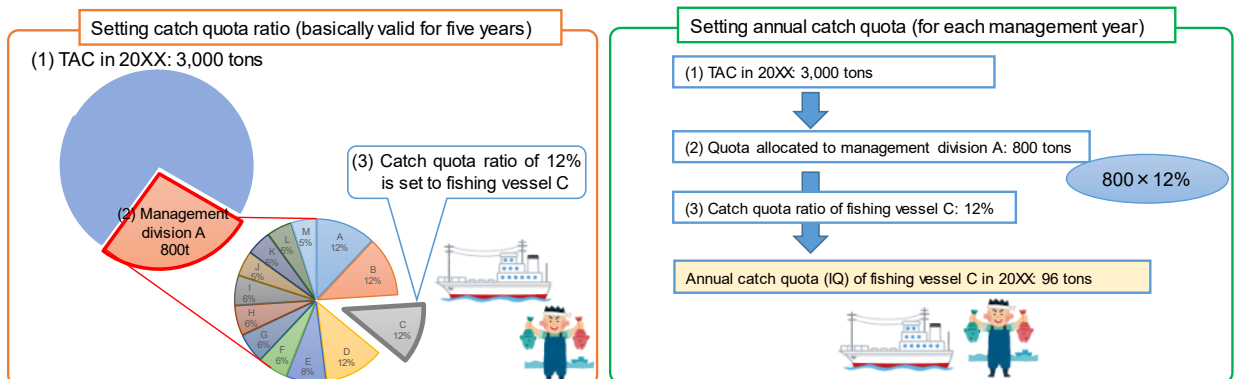 Setting catch quota ratio (basically valid for five years)
(1) TAC in 20XX: 3,000 tons
(3) Catch quota ratio of 12%
is set to fishing vessel C
(2) Management
division A
800t
A
12%
B
12%
C
12%
D
12%
E
8%
F
6%
G
6%
H
6%
I
6%
J
5%
K
5%
L
5%
M
5%
Setting annual catch quota (for each management year)
(1) TAC in 20XX: 3,000 tons
(2) Quota allocated to management division A: 800 tons
800×12%
(3) Catch quota ratio of fishing vessel C: 12%
Annual catch quota (IQ) of fishing vessel C in 20XX: 96 tons